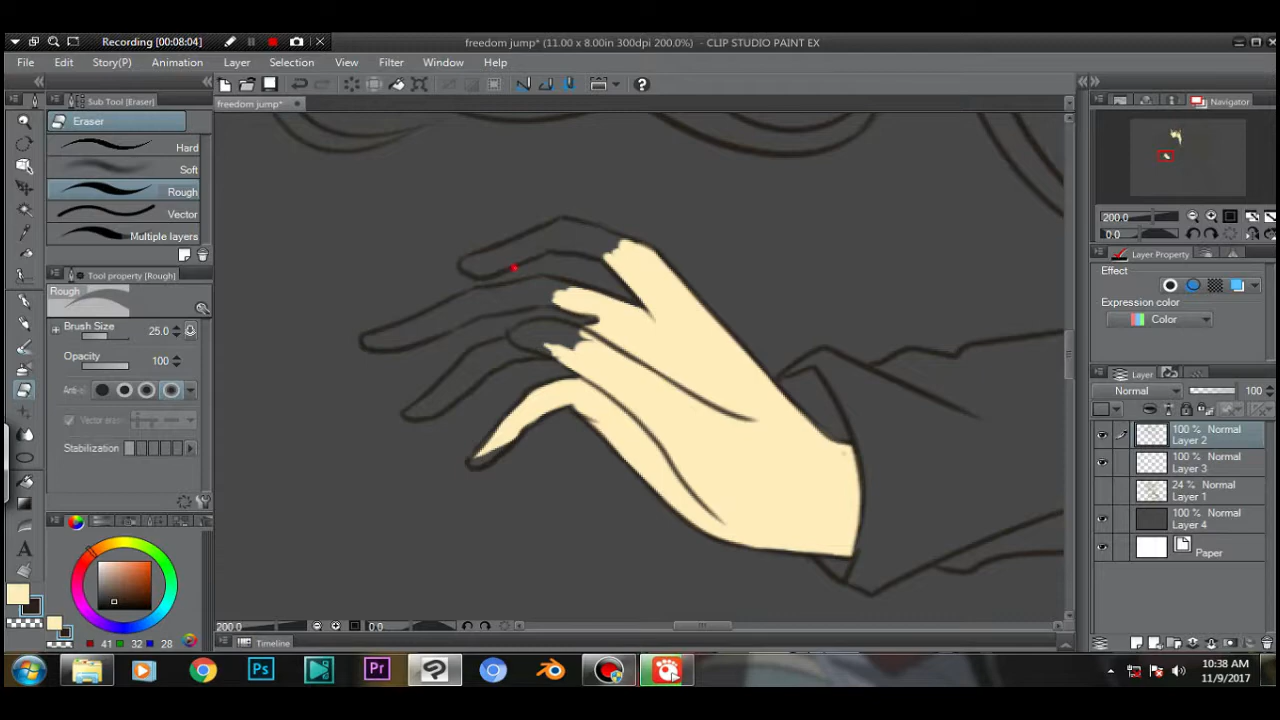 Recording [00:08:04]
freedom jump* (11.00 x 8.00in 300dpi 200.0%) - CLIP STUDIO PAINT EX
File Edit Story(P) Animation Layer Selection View Filter Window Help
Sub Tool [Eraser]
freedom jump*
Navigator
Eraser
Hard
Soft
Rough
Vector
Multiple layers
200.0
0.0
Tool property [Rough]
Layer Property
Rough
Effect
Expression color
Color
Brush Size 25.0
Opacity 100
Layer
Normal 100
Vector
100 % Normal
Layer 2
Stabilization
100 % Normal
Layer 3
24 % Normal
Layer 1
100 % Normal
Layer 4
Paper
200.0 0.0
41 32 28
Timeline
Ps Pr
10:38 AM
11/9/2017